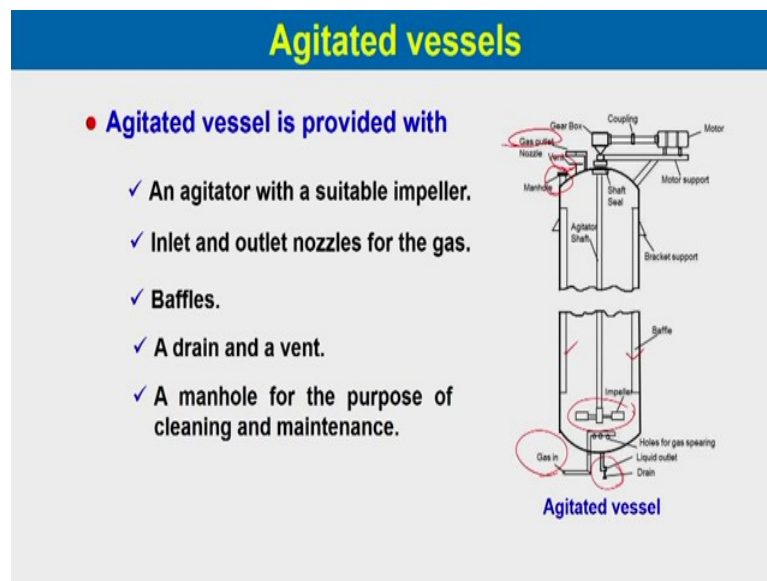 Agitated vessels
● Agitated vessel is provided with
✓ An agitator with a suitable impeller.
✓ Inlet and outlet nozzles for the gas.
✓ Baffles.
✓ A drain and a vent.
✓ A manhole for the purpose of
cleaning and maintenance.
Gear Box
Coupling
Motor
Gas outlet
Nozzle
Vent
Manhole
Shaft
Seal
Motor support
Agitator
Shaft
Bracket support
Baffle
Impeller
Holes for gas spearing
Gas in
Liquid outlet
Drain
Agitated vessel